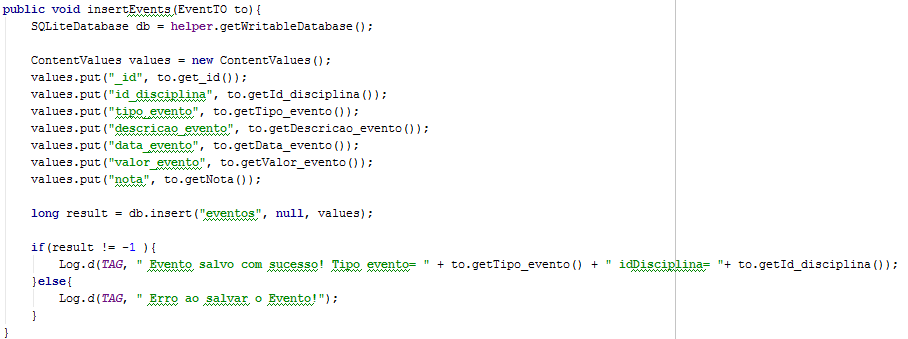 public void insertEvents(EventTO to){
SQLiteDatabase db = helper.getWritableDatabase();
ContentValues values = new ContentValues();
values.put("_id", to.get_id());
values.put("id_disciplina", to.getId_disciplina());
values.put("tipo_evento", to.getTipo_evento());
values.put("descricao_evento", to.getDescricao_evento());
values.put("data_evento", to.getData_evento());
values.put("valor_evento", to.getValor_evento());
values.put("nota", to.getNota());
long result = db.insert("eventos", null, values);
if(result != -1 ){
Log.d(TAG, " Evento salvo com sucesso! Tipo evento= " + to.getTipo_evento() + " idDisciplina= "+ to.getId_disciplina());
}else{
Log.d(TAG, " Erro ao salvar o Evento!");
}
}